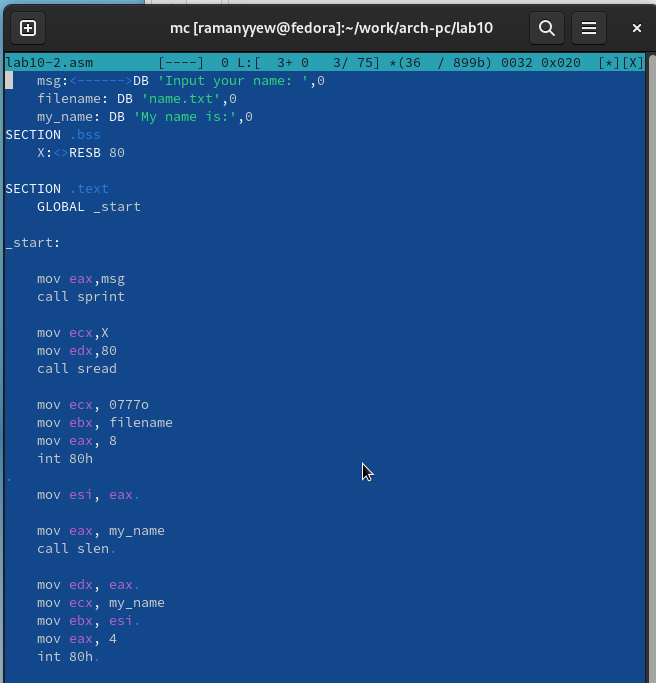 mc [ramanyyew@fedora]:~/work/arch-pc/lab10
lab10-2.asm [----] 0 L:[ 3+ 0 3/ 75] *(36 / 899b) 0032 0x020 [*][X]
msg:<------>DB 'Input your name: ',0
filename: DB 'name.txt',0
my_name: DB 'My name is:',0
SECTION .bss
X:<>RESB 80
SECTION .text
GLOBAL _start
_start:
mov eax,msg
call sprint
mov ecx,X
mov edx,80
call sread
mov ecx, 0777o
mov ebx, filename
mov eax, 8
int 80h
.
mov esi, eax.
mov eax, my_name
call slen.
mov edx, eax.
mov ecx, my_name
mov ebx, esi.
mov eax, 4
int 80h.